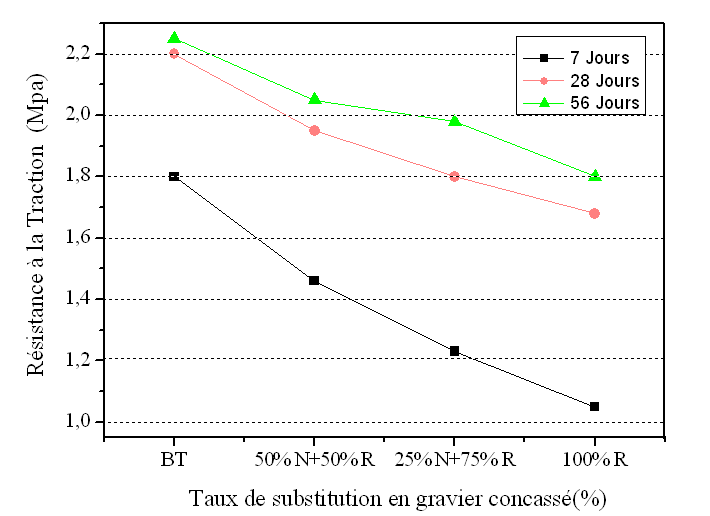 7 Jours
28 Jours
56 Jours
Résistance à la Traction (Mpa)
2,2
2,0
1,8
1,6
1,4
1,2
1,0
BT 50%N+50%R 25%N+75%R 100%R
Taux de substitution en gravier concassé(%)